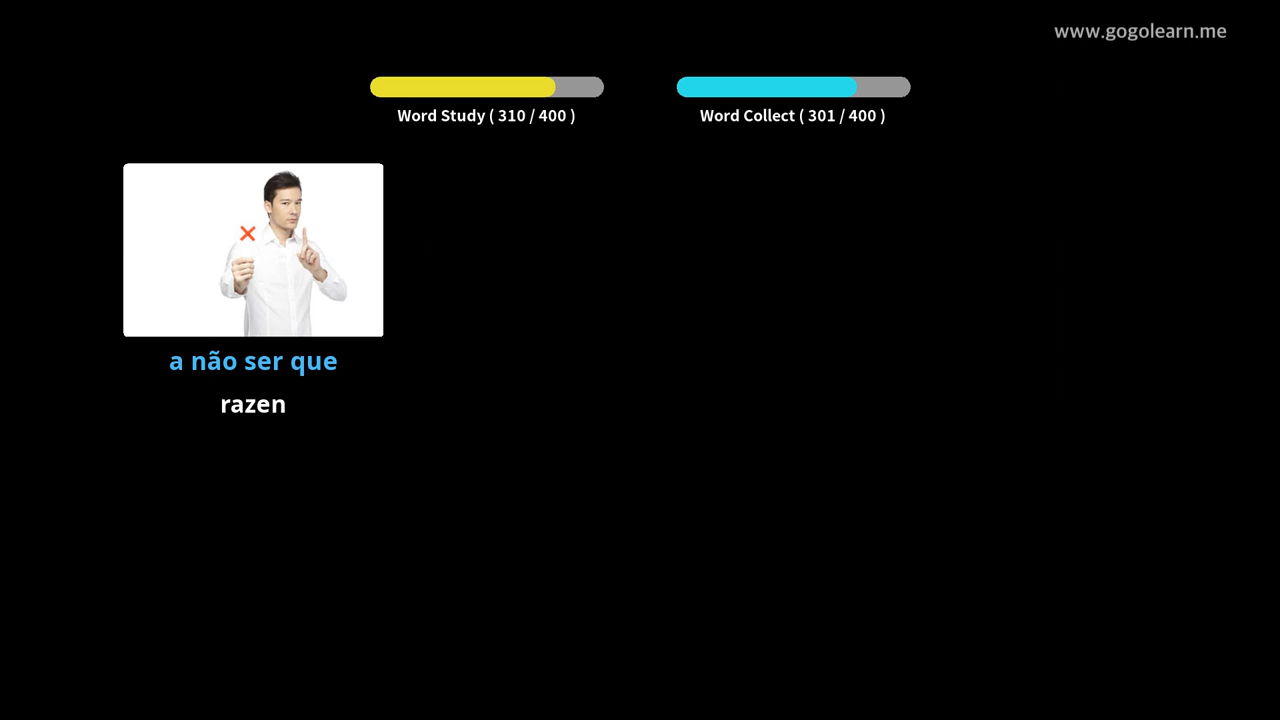 www.gogolearn.me
Word Study ( 310 / 400 )
Word Collect ( 301 / 400 )
a não ser que
razen